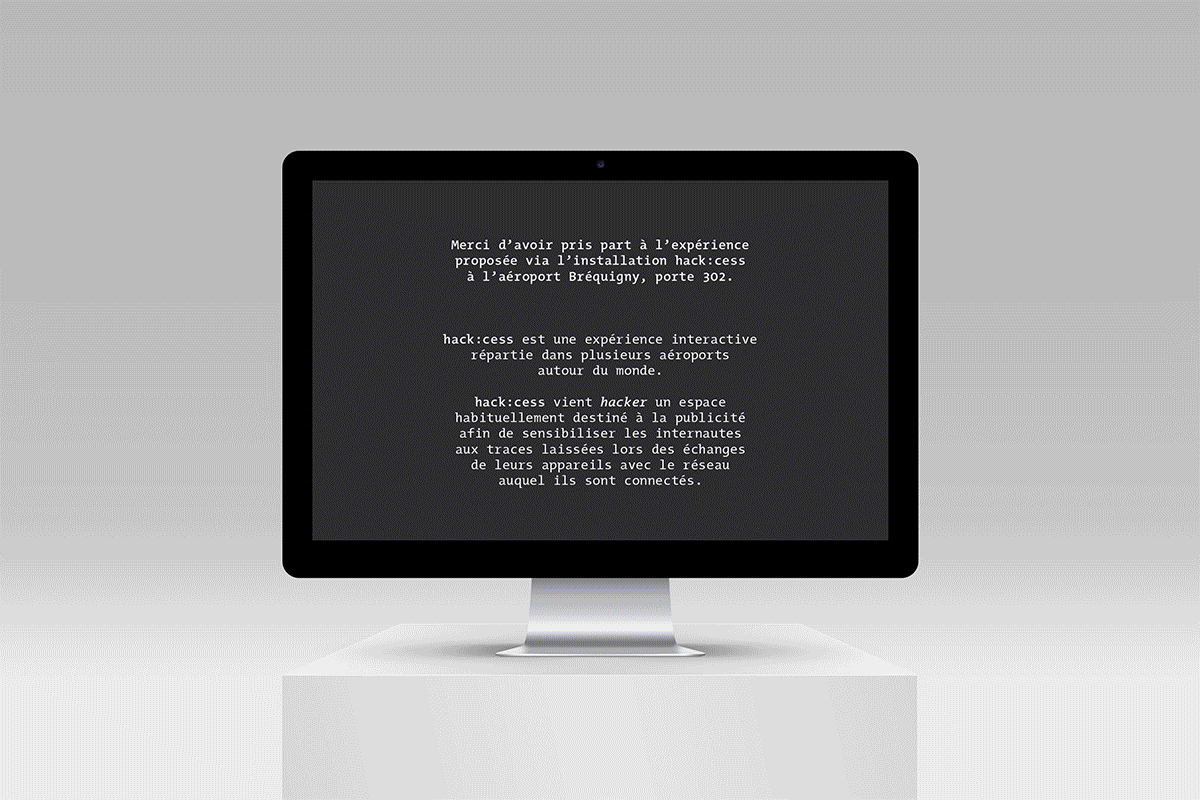 Merci d’avoir pris part à l’expérience
proposée via l’installation hack:cess
à l’aéroport Bréquigny, porte 302.
hack:cess est une expérience interactive
répartie dans plusieurs aéroports
autour du monde.
hack:cess vient hacker un espace
habituellement destiné à la publicité
afin de sensibiliser les internautes
aux traces laissées lors des échanges
de leurs appareils avec le réseau
auquel ils sont connectés.